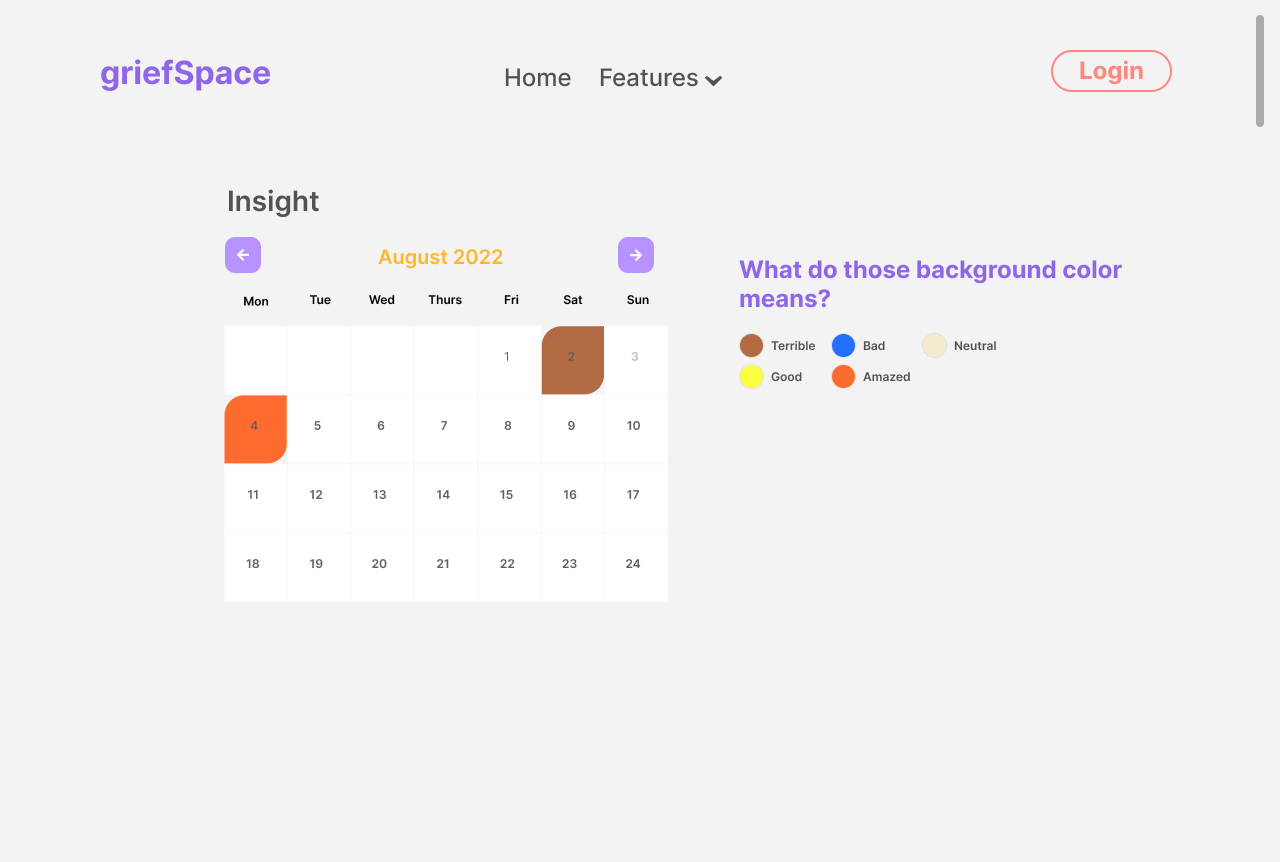 griefSpace
Home Features
Login
Insight
August 2022
Mon Tue Wed Thurs Fri Sat Sun
1 2 3
4 5 6 7 8 9 10
11 12 13 14 15 16 17
18 19 20 21 22 23 24
What do those background color
means?
Terrible Bad Neutral
Good Amazed